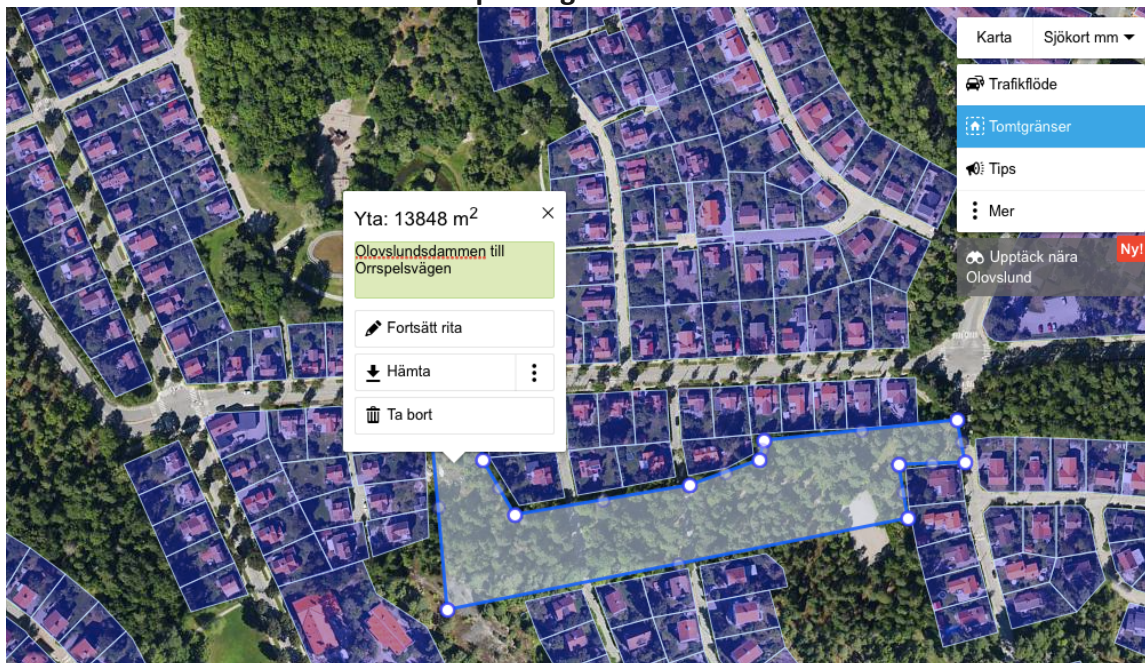 Karta
Sjökort mm
Trafikflöde
Tomtgränser
Tips
Mer
Ny!
Upptäck nära
Olovslund
Yta: 13848 m²
Olovslundsdammen till
Orrspelsvägen
Fortsätt rita
Hämta
Ta bort